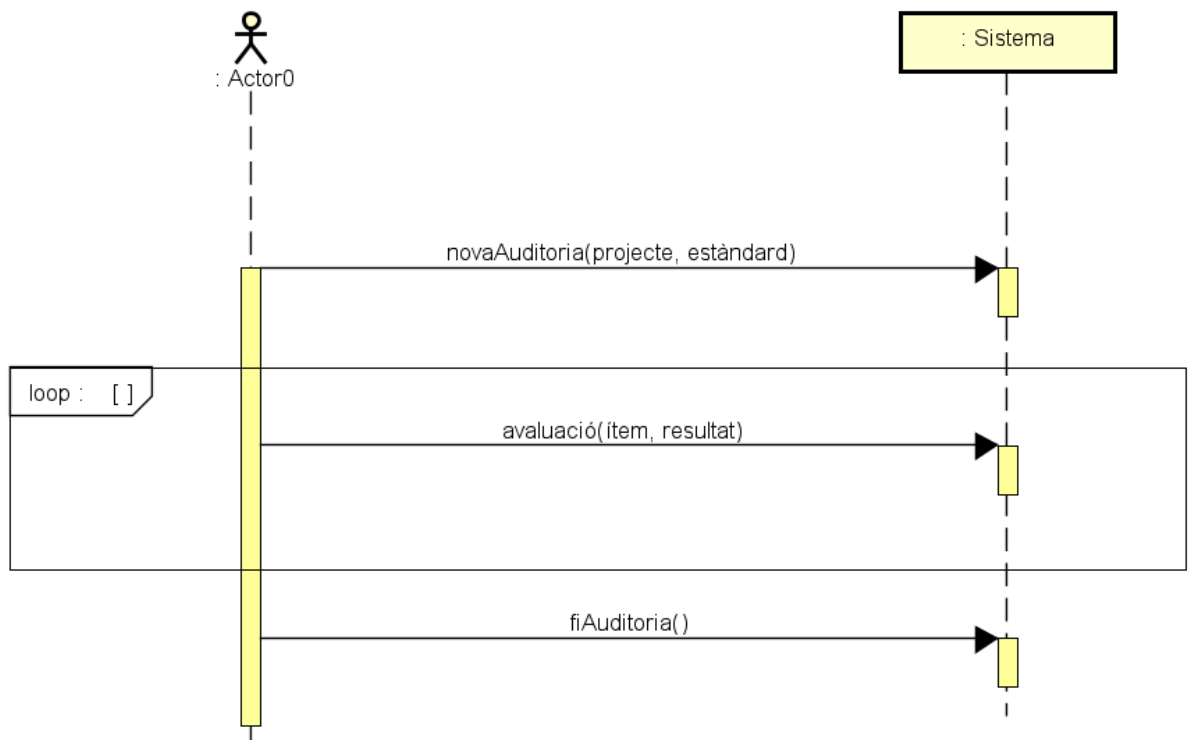 : Actor0
: Sistema
novaAuditoria(projecte, estàndard)
loop : [ ]
avaluació(ítem, resultat)
fiAuditoria()